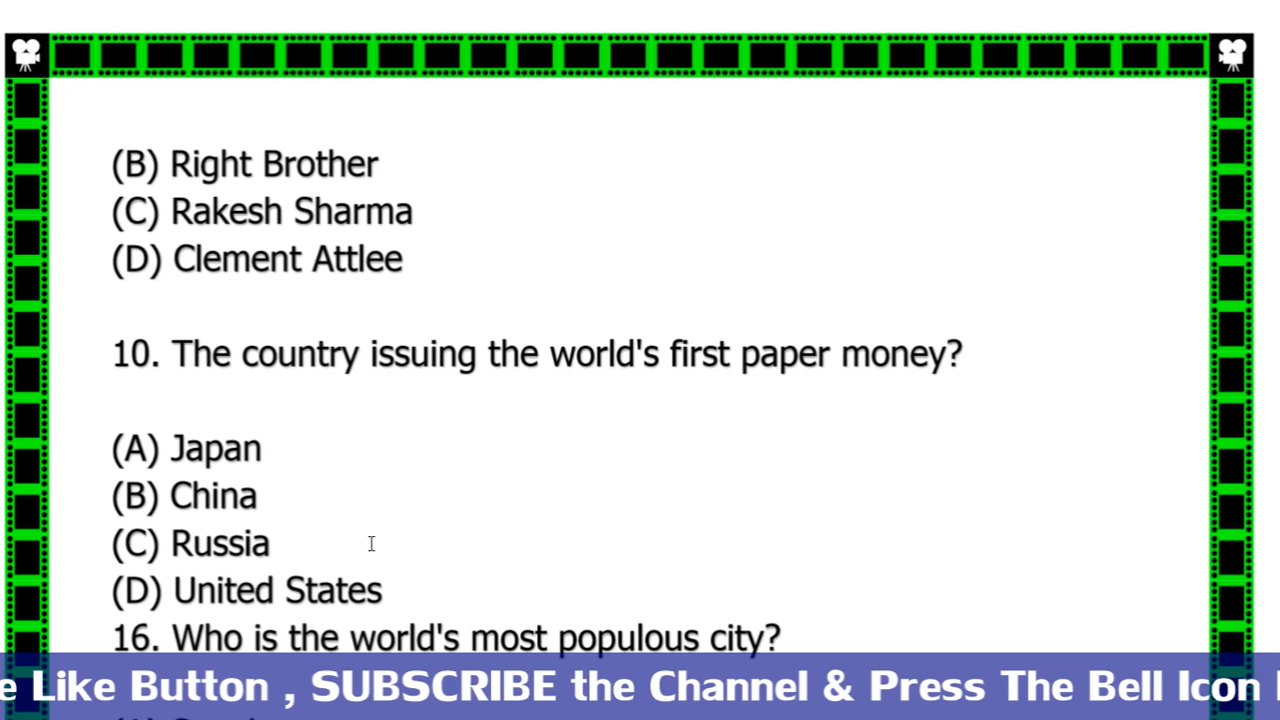 (B) Right Brother
(C) Rakesh Sharma
(D) Clement Attlee
10. The country issuing the world's first paper money?
(A) Japan
(B) China
(C) Russia
(D) United States
16. Who is the world's most populous city?
e Like Button , SUBSCRIBE the Channel & Press The Bell Icon